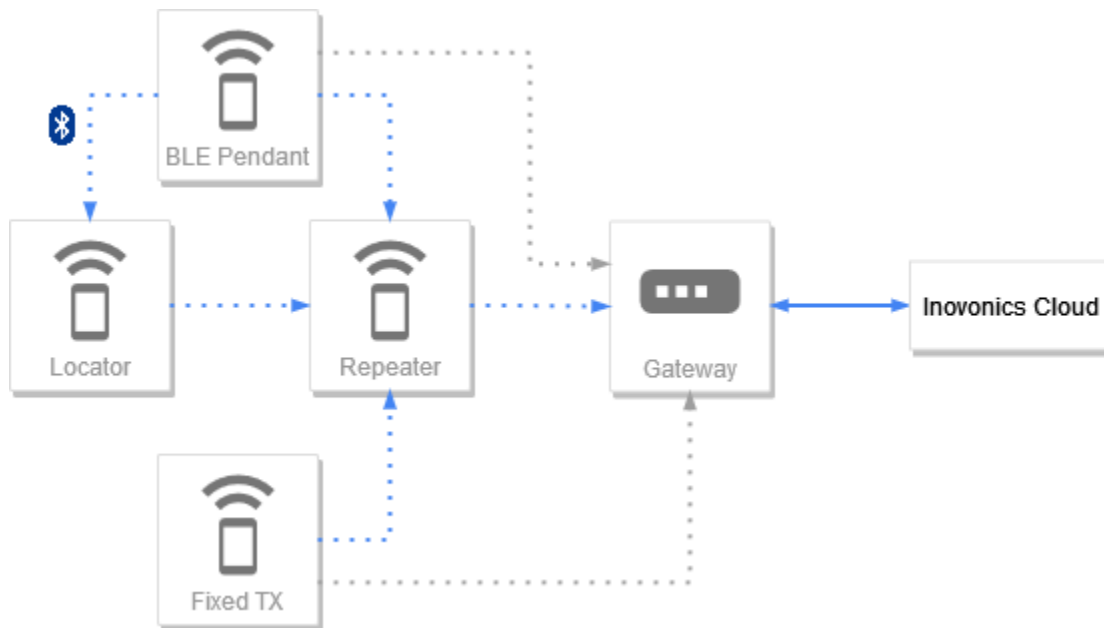 BLE Pendant
Locator
Repeater
Gateway
Inovonics Cloud
Fixed TX